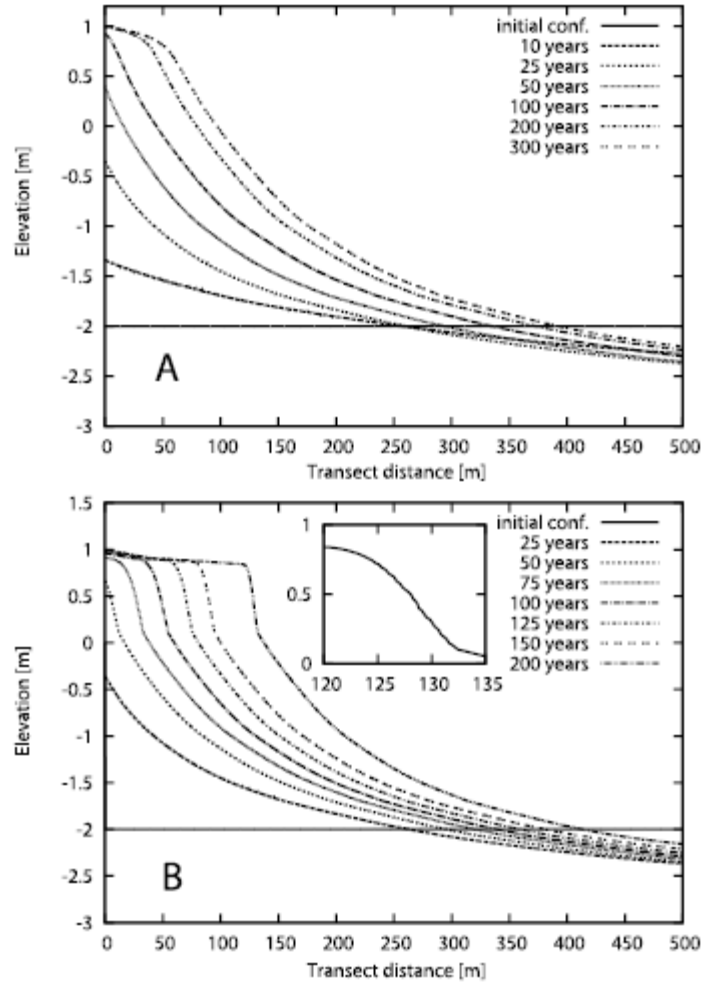 1
0.5
0
-0.5
-1
-1.5
-2
-2.5
-3
Elevation [m]
initial conf.
10 years
25 years
50 years
100 years
200 years
300 years
A
0 50 100 150 200 250 300 350 400 450 500
Transect distance [m]
1.5
1
0.5
0
-0.5
-1
-1.5
-2
-2.5
-3
Elevation [m]
1
0.5
0
120 125 130 135
initial conf.
25 years
50 years
75 years
100 years
125 years
150 years
200 years
B
0 50 100 150 200 250 300 350 400 450 500
Transect distance [m]